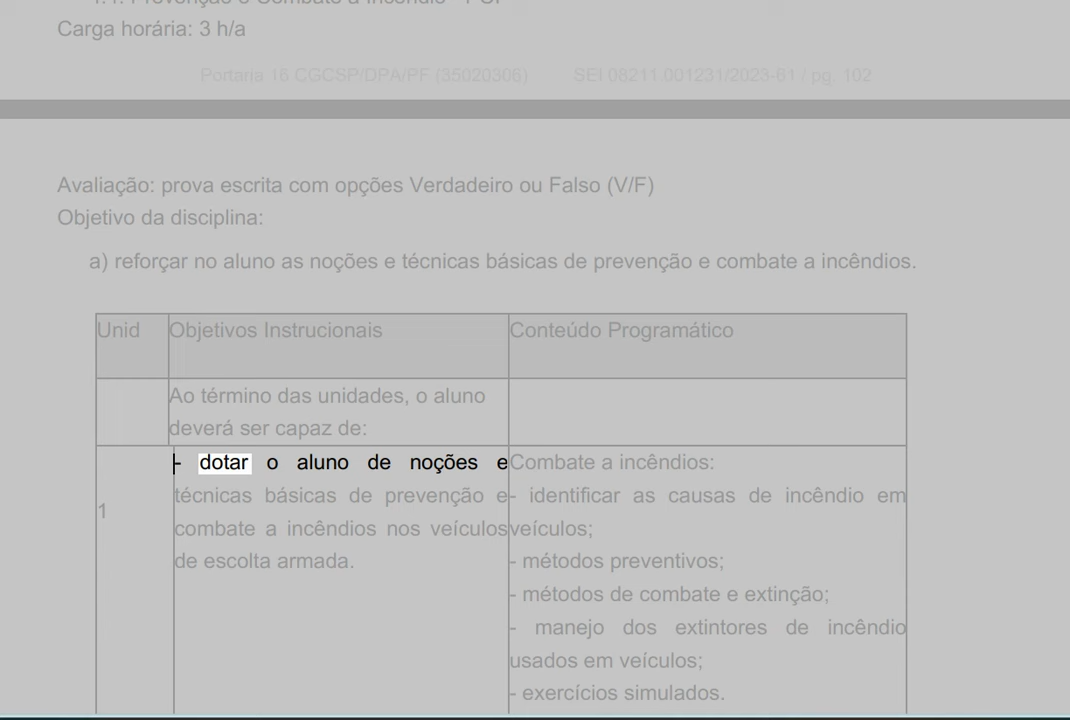 Carga horária: 3 h/a
Portaria 16 CGCSP/DPA/PF (35020306) SEI 08211.001231/2023-61 / pg. 102
Avaliação: prova escrita com opções Verdadeiro ou Falso (V/F)
Objetivo da disciplina:
a) reforçar no aluno as noções e técnicas básicas de prevenção e combate a incêndios.
Unid Objetivos Instrucionais Conteúdo Programático
Ao término das unidades, o aluno
deverá ser capaz de:
1
- dotar o aluno de noções e
técnicas básicas de prevenção e
combate a incêndios nos veículos
de escolta armada.
Combate a incêndios:
- identificar as causas de incêndio em
veículos;
- métodos preventivos;
- métodos de combate e extinção;
- manejo dos extintores de incêndio
usados em veículos;
- exercícios simulados.